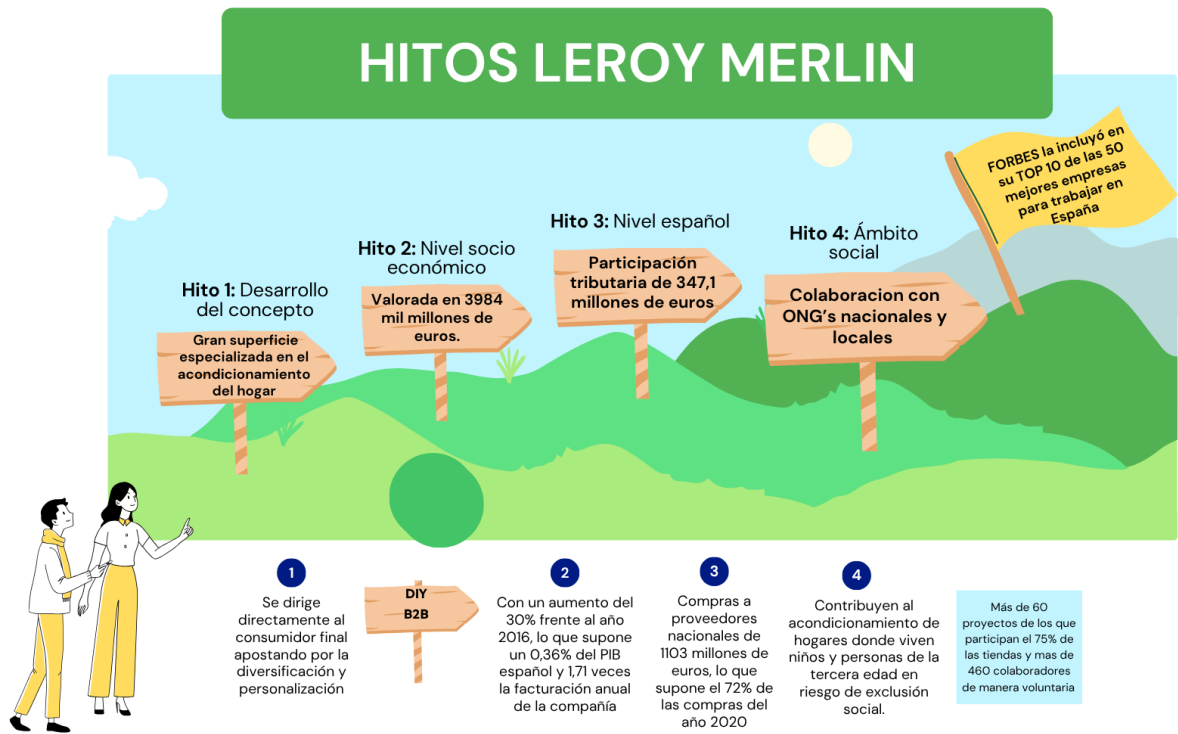 HITOS LEROY MERLIN
FORBES la incluyó en
su TOP 10 de las 50
mejores empresas
para trabajar en
España
Hito 1: Desarrollo
del concepto
Gran superficie
especializada en el
acondicionamiento
del hogar
Hito 2: Nivel socio
económico
Valorada en 3984
mil millones de
euros.
Hito 3: Nivel español
Participación
tributaria de 347,1
millones de euros
Hito 4: Ámbito
social
Colaboracion con
ONG's nacionales y
locales
1
Se dirige
directamente al
consumidor final
apostando por la
diversificación y
personalización
DIY
B2B
2
Con un aumento del
30% frente al año
2016, lo que supone
un 0,36% del PIB
español y 1,71 veces
la facturación anual
de la compañía
3
Compras a
proveedores
nacionales de
1103 millones de
euros, lo que
supone el 72% de
las compras del
año 2020
4
Contribuyen al
acondicionamiento de
hogares donde viven
niños y personas de la
tercera edad en
riesgo de exclusión
social.
Más de 60
proyectos de los que
participan el 75% de
las tiendas y mas de
460 colaboradores
de manera voluntaria